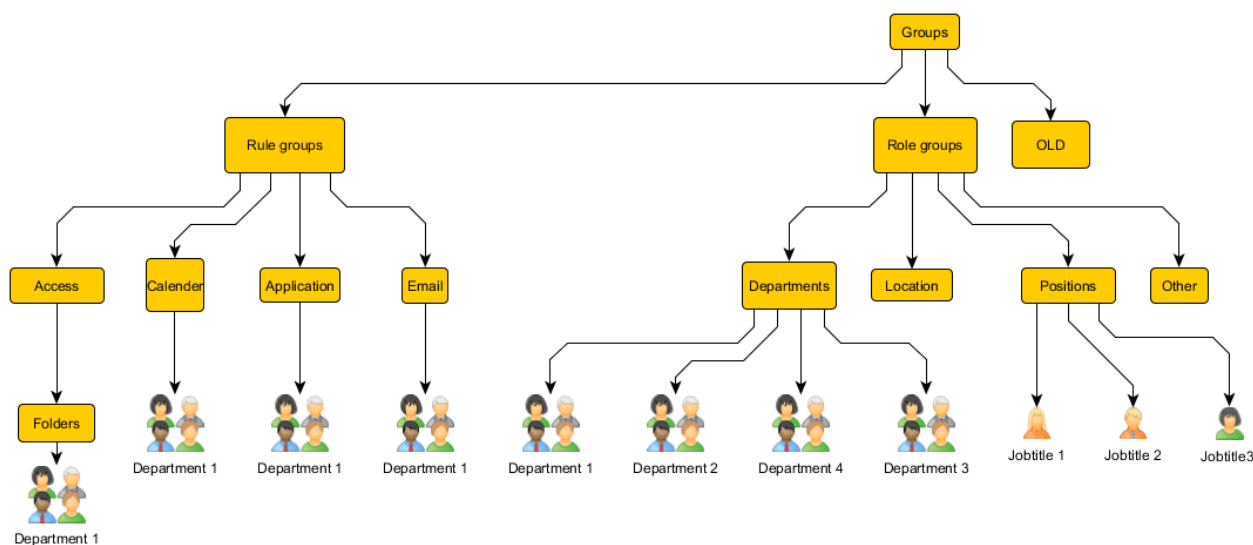 Groups
Rule groups
Role groups
OLD
Access
Calender
Application
Email
Departments
Location
Positions
Other
Folders
Department 1
Department 1
Department 1
Department 1
Department 2
Department 4
Department 3
Jobtitle 1
Jobtitle 2
Jobtitle3
Department 1